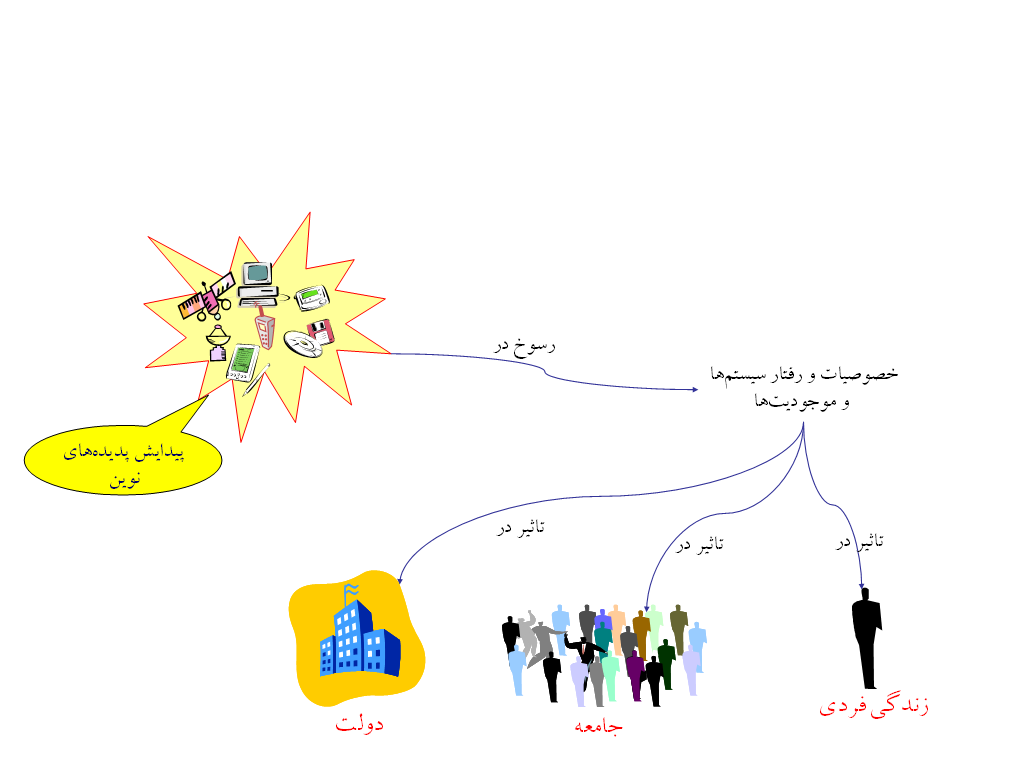 رسوخ در
خصوصیات و رفتار سیستم‌ها
و موجودیت‌ها
پیدایش پدیده‌های
نوین
تاثیر در
تاثیر در
تاثیر در
زندگی فردی
جامعه
دولت